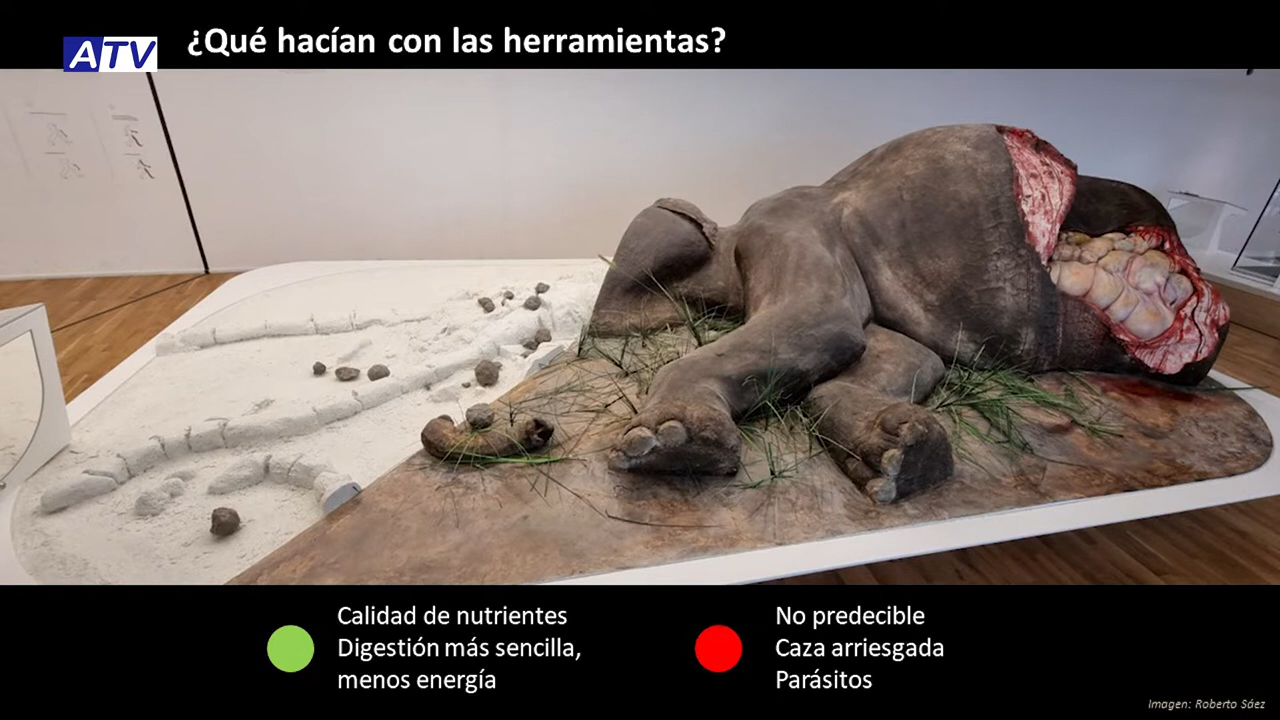 ¿Qué hacían con las herramientas?
ATV
Calidad de nutrientes
Digestión más sencilla,
menos energía
No predecible
Caza arriesgada
Parásitos
Imagen: Roberto Sáez